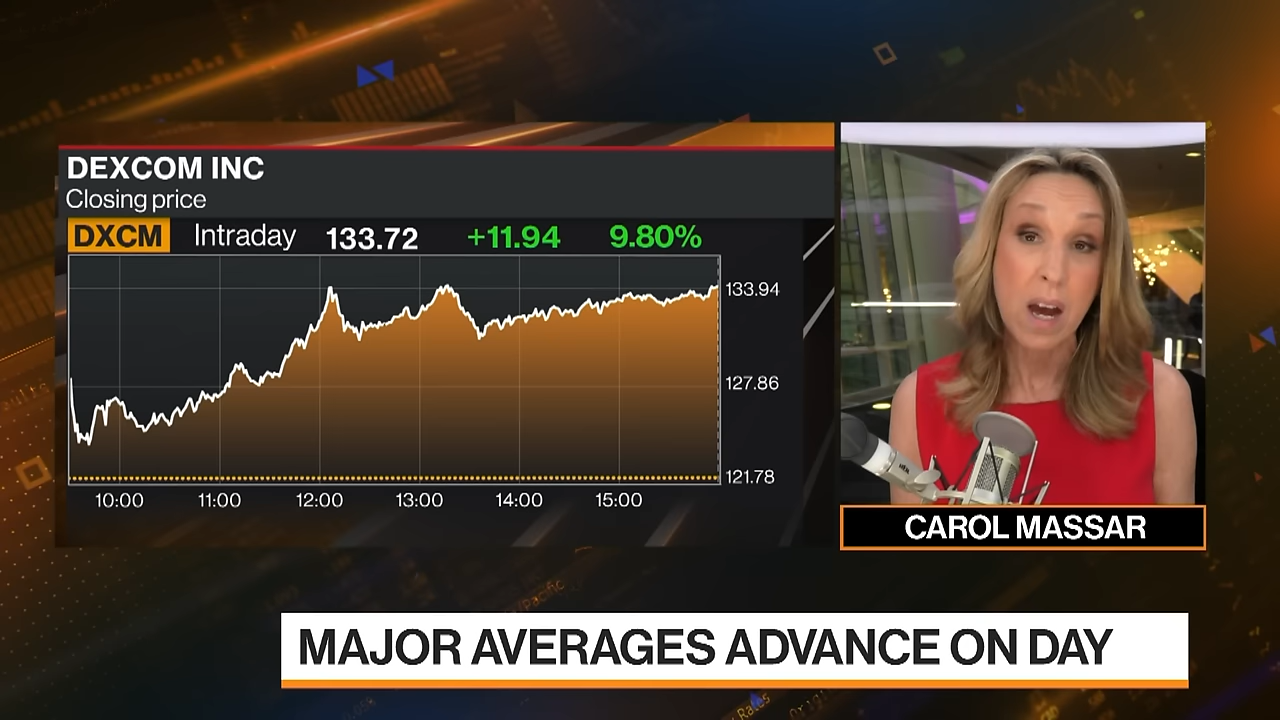 DEXCOM INC
Closing price
DXCM Intraday 133.72 +11.94 9.80%
133.94
127.86
121.78
10:00 11:00 12:00 13:00 14:00 15:00
CAROL MASSAR
MAJOR AVERAGES ADVANCE ON DAY